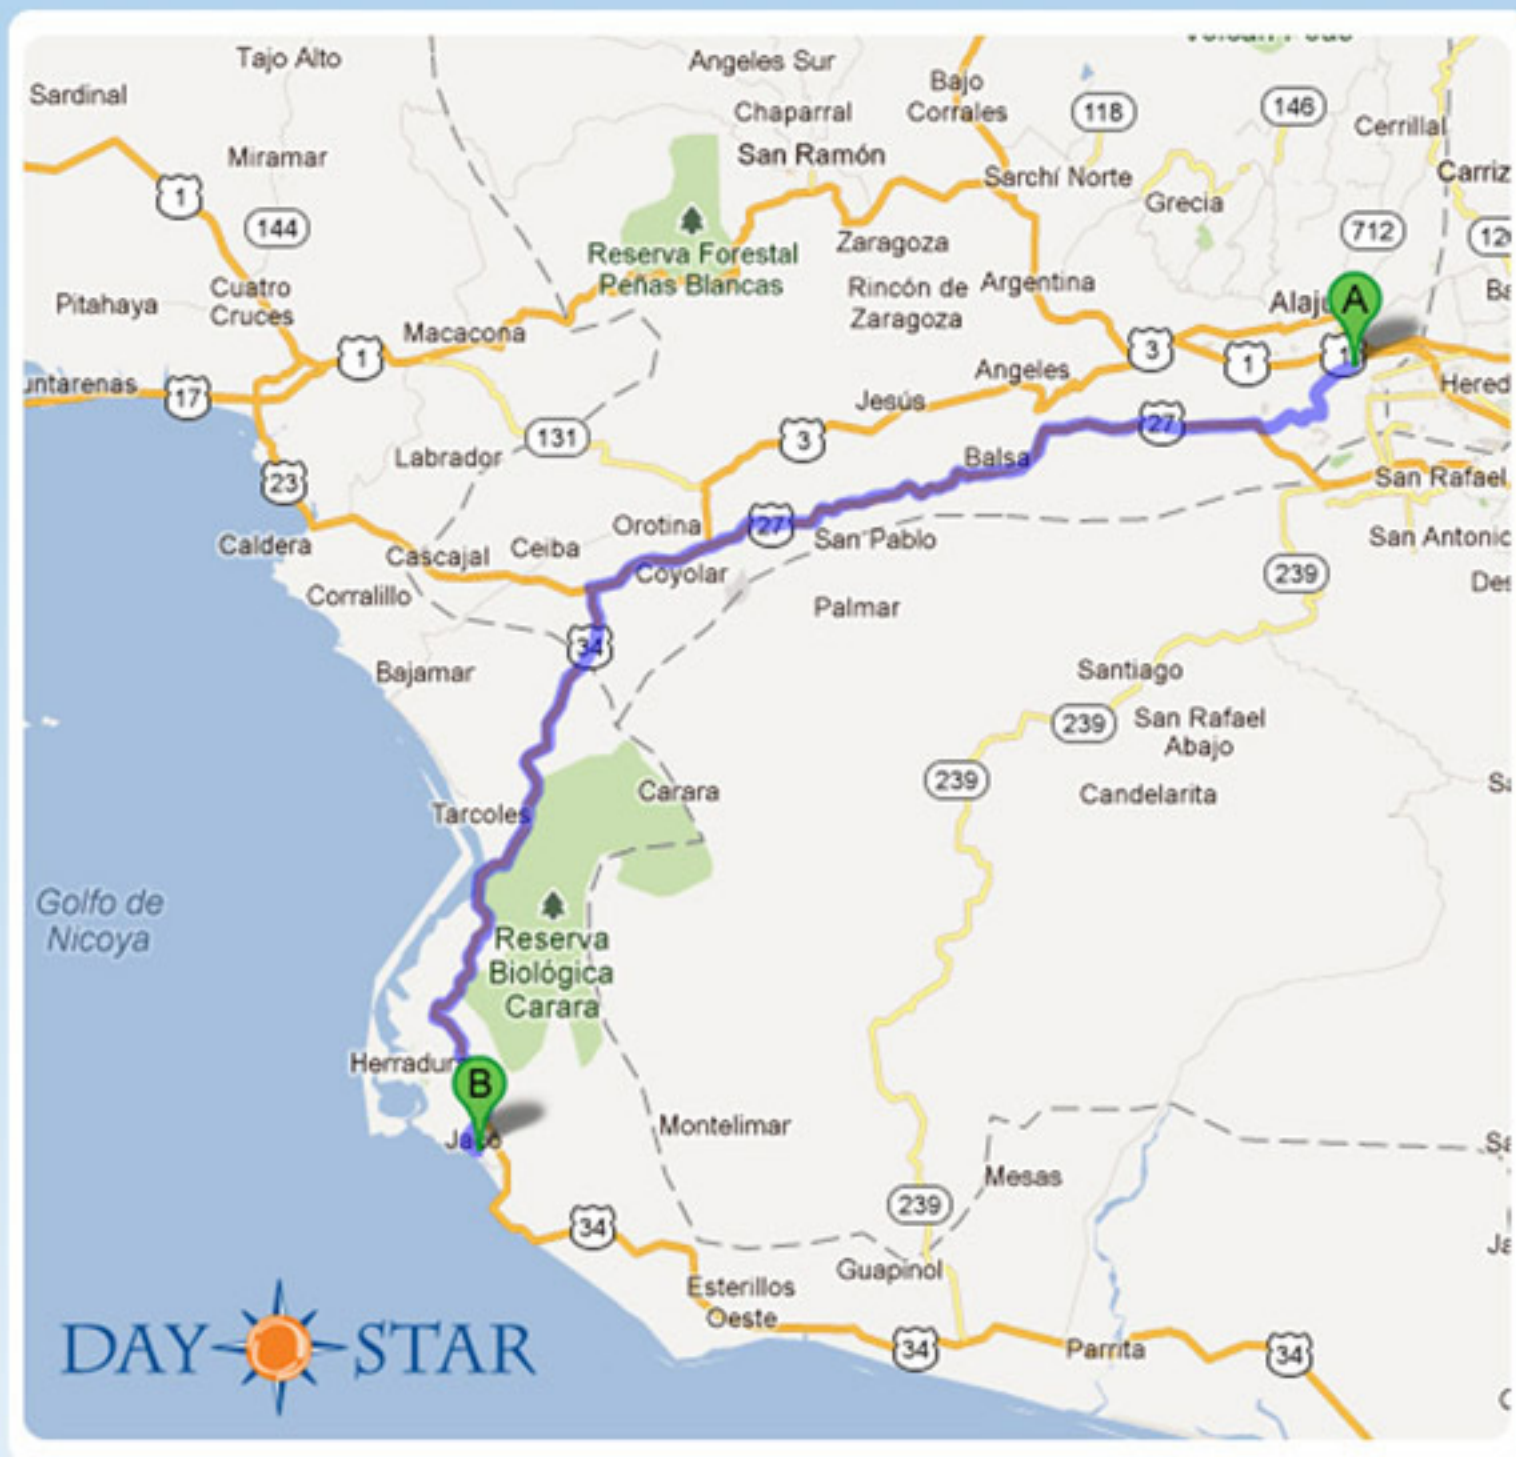 Tajo Alto
Angeles Sur
Sardinal
Bajo
Corrales
118
146
Chaparral
Cerrillal
Miramar
San Ramón
1
Sarchí Norte
Grecia
144
712
Zaragoza
Reserva Forestal
Peñas Blancas
Cuatro
Cruces
Pitahaya
Rincón de
Zaragoza
Argentina
A
Macacona
1
3
1
1
17
Angeles
Jesús
27
131
3
Labrador
Balsa
San Rafael
23
Orotina
27
San Pablo
Caldera
Cascajal
Ceiba
Coyolar
239
Corralillo
Palmar
34
Bajamar
Santiago
239
San Rafael
Abajo
239
Carara
Candelarita
Tarcoles
Golfo de
Nicoya
Reserva
Biológica
Carara
B
Montelimar
Mesas
239
34
Guapinol
Esterillos
Oeste
DAY STAR
34
Parrita
34